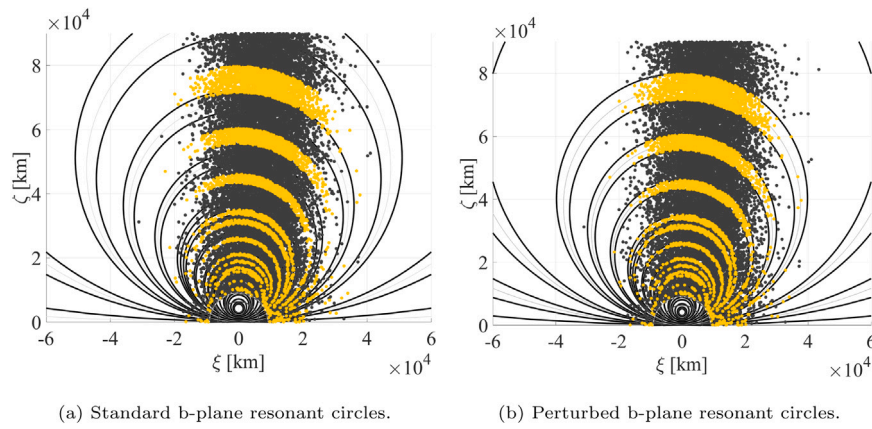 ×10⁴
8
6
4
2
0
ζ [km]
-6 -4 -2 0 2 4 6
ξ [km]
×10⁴
×10⁴
8
6
4
2
0
ζ [km]
-6 -4 -2 0 2 4 6
ξ [km]
×10⁴
(a) Standard b-plane resonant circles.
(b) Perturbed b-plane resonant circles.